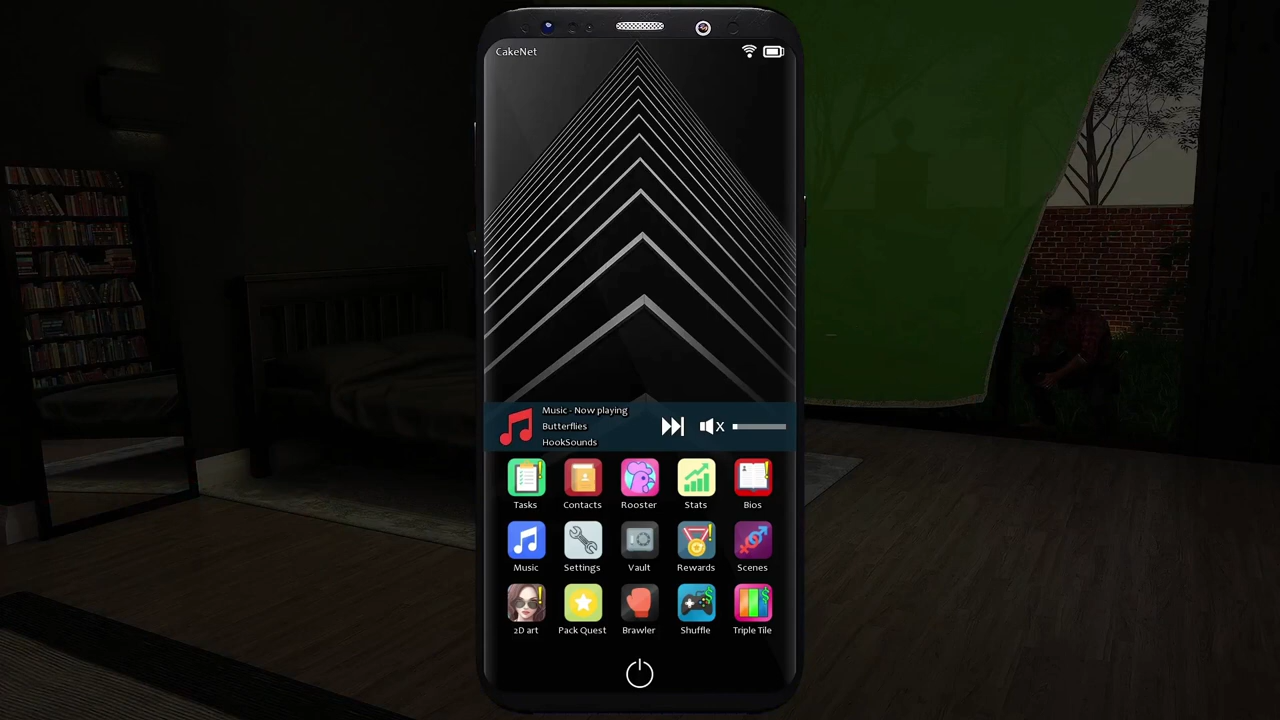 CakeNet
Music - Now playing
Butterflies
HookSounds
X
Tasks
Contacts
Rooster
Stats
Bios
Music
Settings
Vault
Rewards
Scenes
2D art
Pack Quest
Brawler
Shuffle
Triple Tile